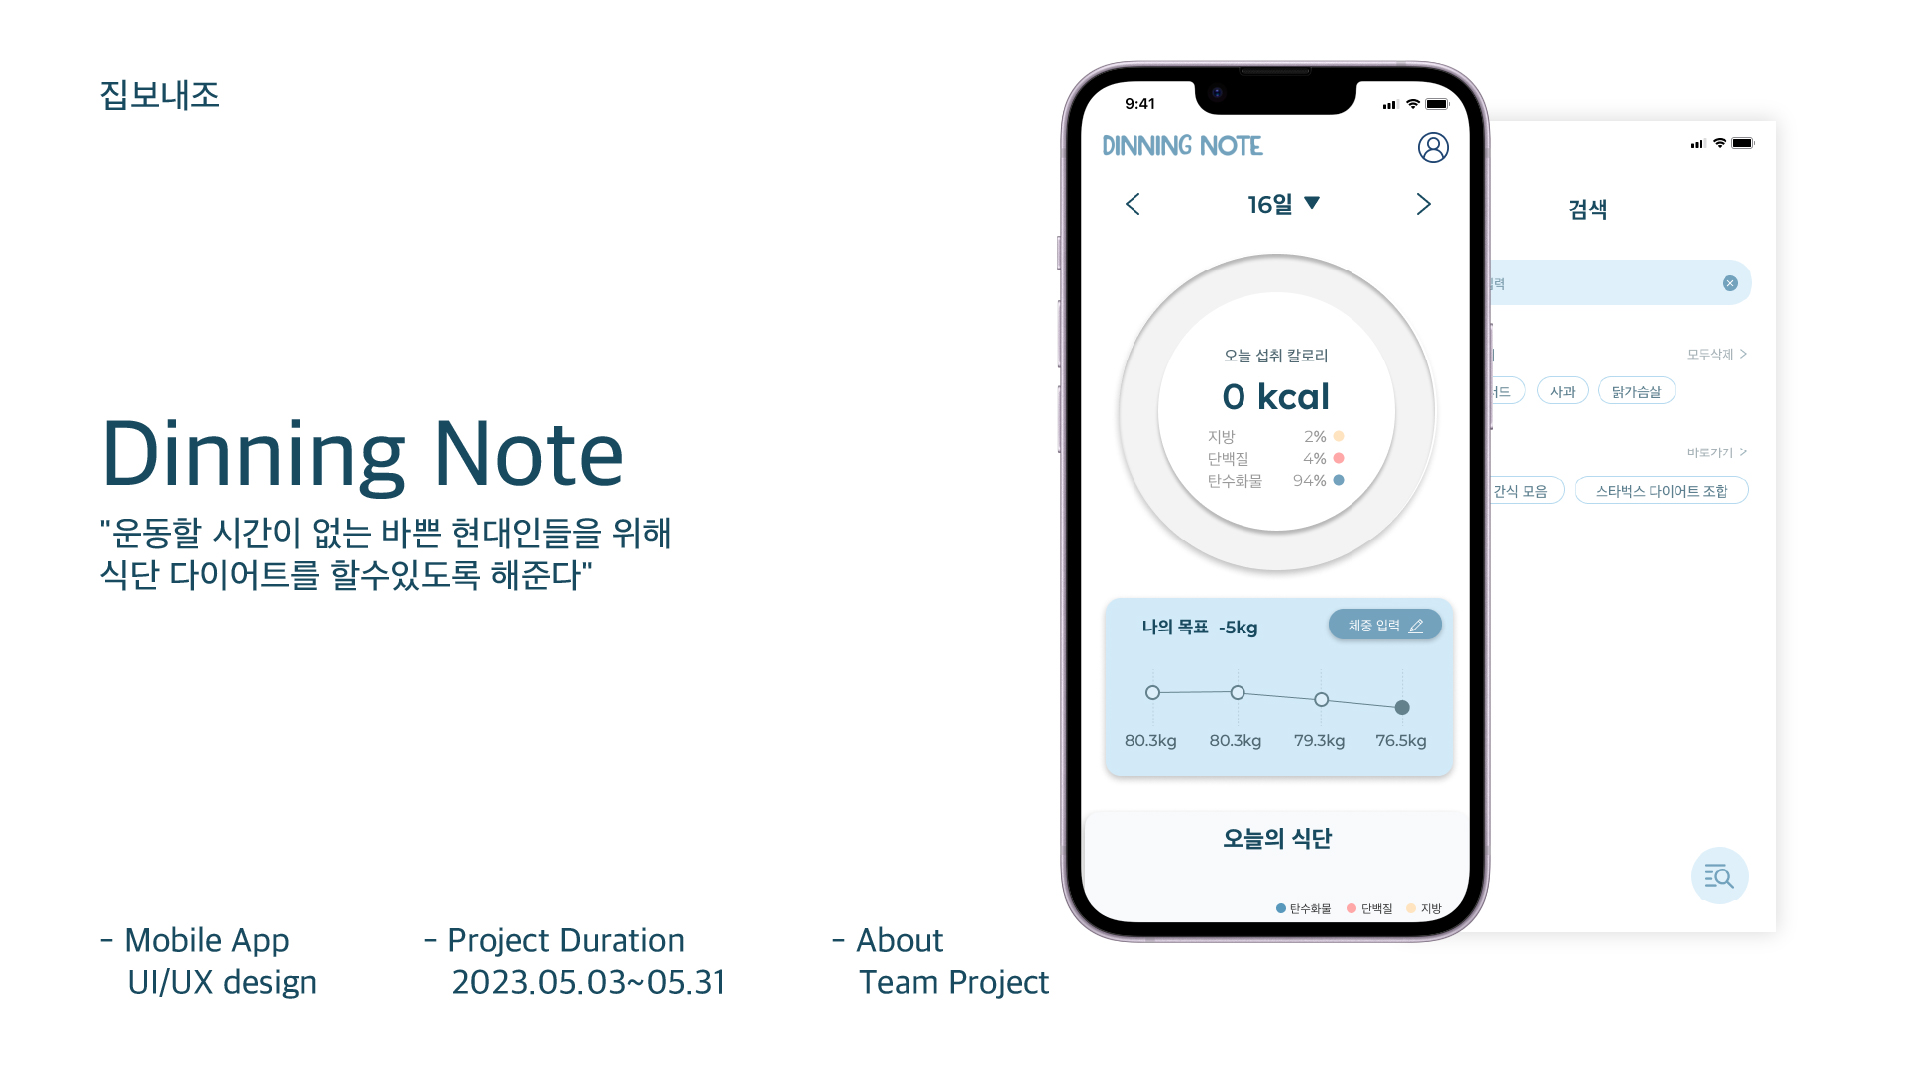 집보내조
Dinning Note
"운동할 시간이 없는 바쁜 현대인들을 위해
식단 다이어트를 할수있도록 해준다"
- Mobile App
UI/UX design
- Project Duration
2023.05.03~05.31
- About
Team Project
9:41
DINNING NOTE
16일
오늘 섭취 칼로리
0 kcal
지방 2%
단백질 4%
탄수화물 94%
나의 목표 -5kg
체중 입력
80.3kg 80.3kg 79.3kg 76.5kg
오늘의 식단
탄수화물 단백질 지방
검색
력
모두삭제 >
드 사과 닭가슴살
바로가기 >
간식 모음 스타벅스 다이어트 조합